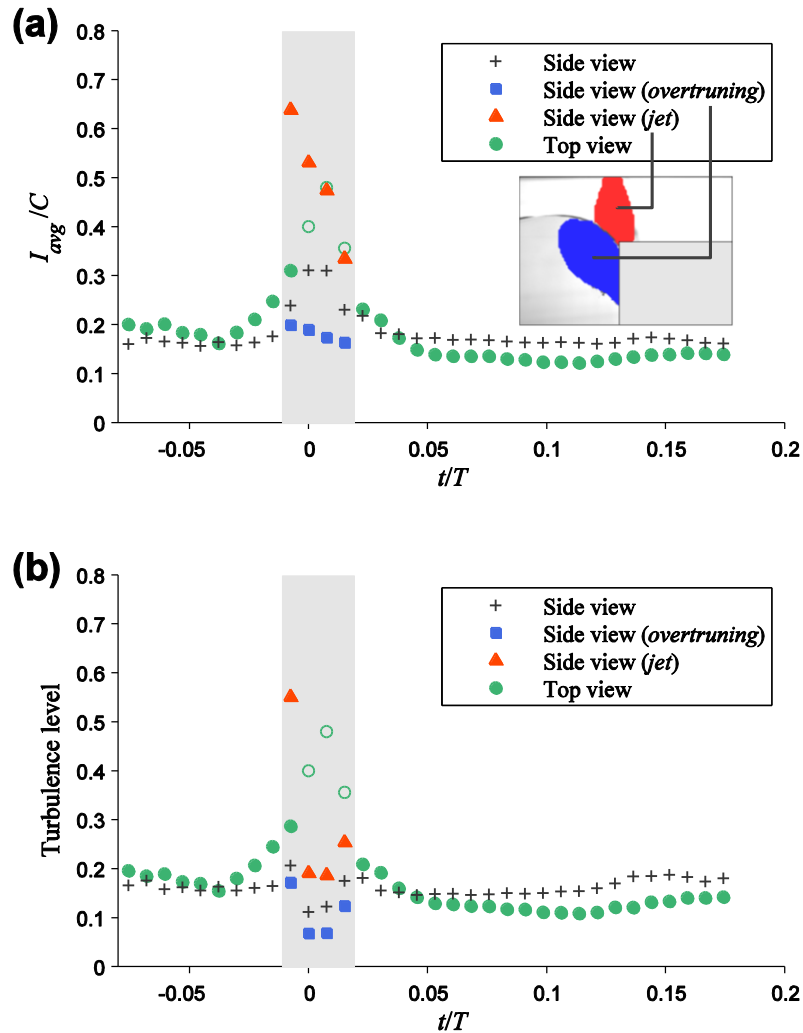 (a)
0.8
0.7
0.6
0.5
0.4
0.3
0.2
0.1
0
I_avg/C
Side view
Side view (overtruning)
Side view (jet)
Top view
-0.05 0 0.05 0.1 0.15 0.2
t/T
(b)
0.8
0.7
0.6
0.5
0.4
0.3
0.2
0.1
0
Turbulence level
Side view
Side view (overtruning)
Side view (jet)
Top view
-0.05 0 0.05 0.1 0.15 0.2
t/T